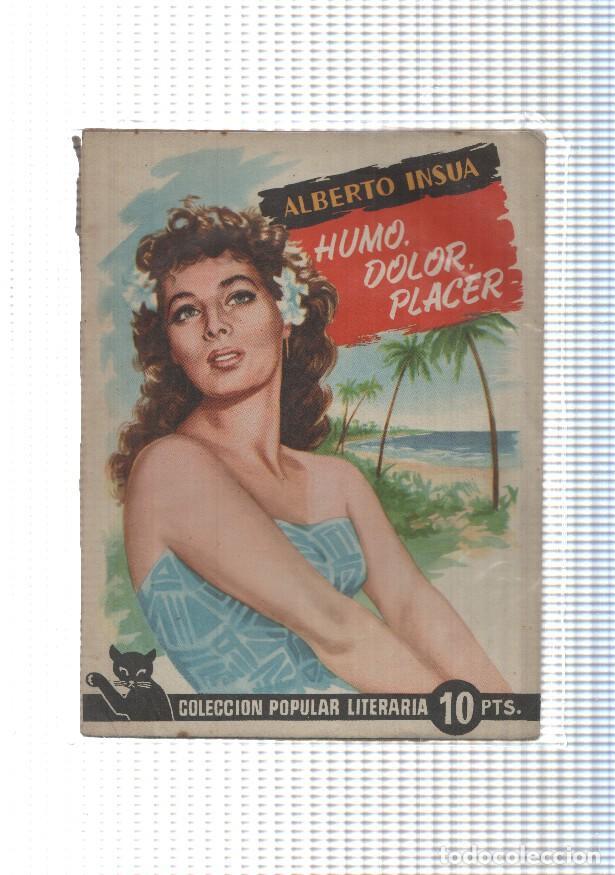 ALBERTO INSUA
HUMO,
DOLOR,
PLACER
COLECCION POPULAR LITERARIA 10 PTS.
todocoleccion